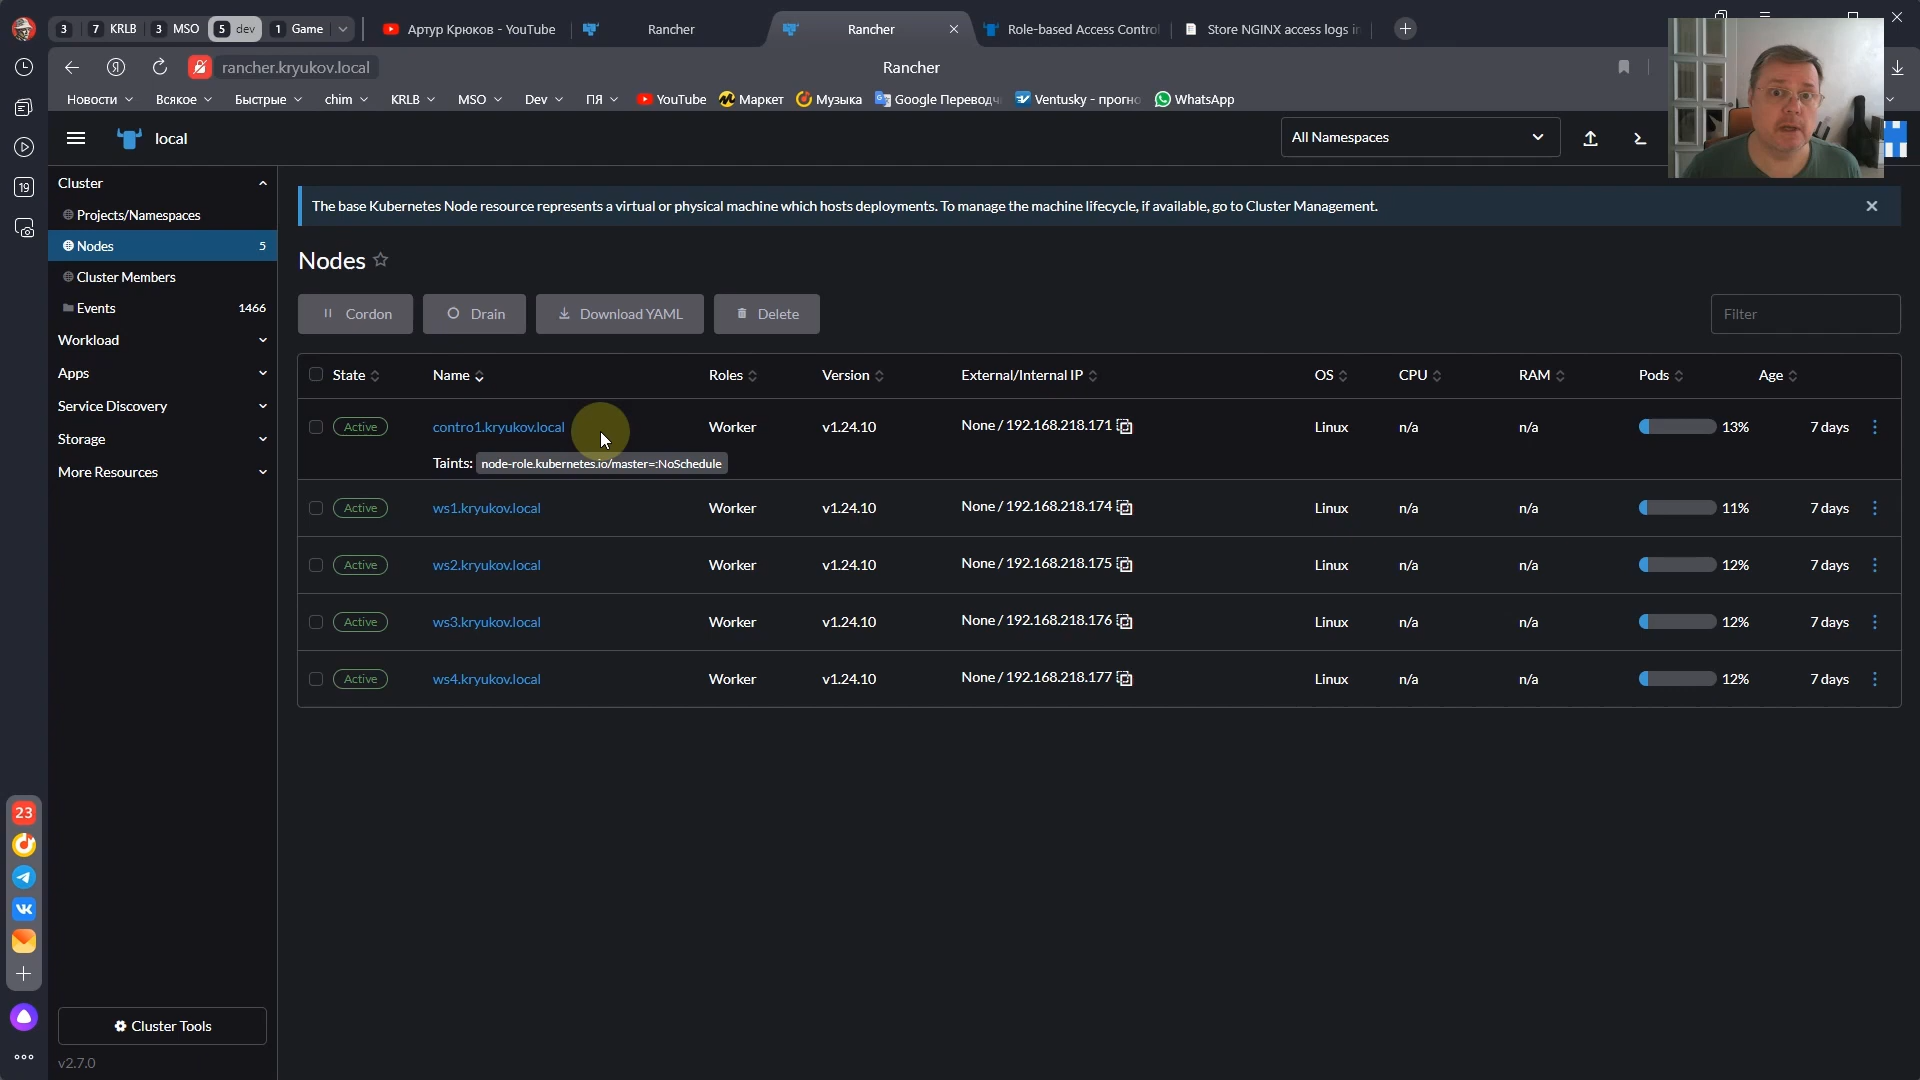 3 7 KRLB 3 MSO 5 dev 1 Game Артур Крюков - YouTube Rancher Rancher Role-based Access Control Store NGINX access logs in
rancher.kryukov.local Rancher
Новости Всякое Быстрые chim KRLB MSO Dev ПЯ YouTube Маркет Музыка Google Переводч Ventusky - прогно WhatsApp
local All Namespaces
19
Cluster
Projects/Namespaces
Nodes 5
Cluster Members
Events 1466
Workload
Apps
Service Discovery
Storage
More Resources
The base Kubernetes Node resource represents a virtual or physical machine which hosts deployments. To manage the machine lifecycle, if available, go to Cluster Management.
Nodes
Cordon Drain Download YAML Delete Filter
State Name Roles Version External/Internal IP OS CPU RAM Pods Age
Active contro1.kryukov.local Worker v1.24.10 None / 192.168.218.171 Linux n/a n/a 13% 7 days
Taints: node-role.kubernetes.io/master=:NoSchedule
Active ws1.kryukov.local Worker v1.24.10 None / 192.168.218.174 Linux n/a n/a 11% 7 days
Active ws2.kryukov.local Worker v1.24.10 None / 192.168.218.175 Linux n/a n/a 12% 7 days
Active ws3.kryukov.local Worker v1.24.10 None / 192.168.218.176 Linux n/a n/a 12% 7 days
Active ws4.kryukov.local Worker v1.24.10 None / 192.168.218.177 Linux n/a n/a 12% 7 days
23
Cluster Tools
v2.7.0